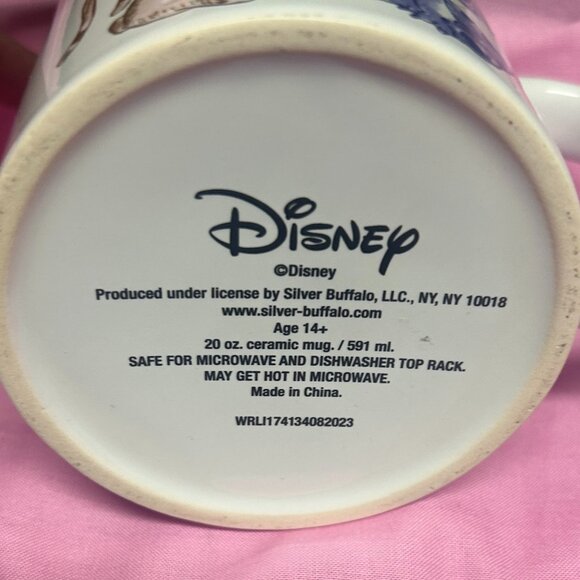 Disney
©Disney
Produced under license by Silver Buffalo, LLC., NY, NY 10018
www.silver-buffalo.com
Age 14+
20 oz. ceramic mug. / 591 ml.
SAFE FOR MICROWAVE AND DISHWASHER TOP RACK.
MAY GET HOT IN MICROWAVE.
Made in China.
WRLI174134082023